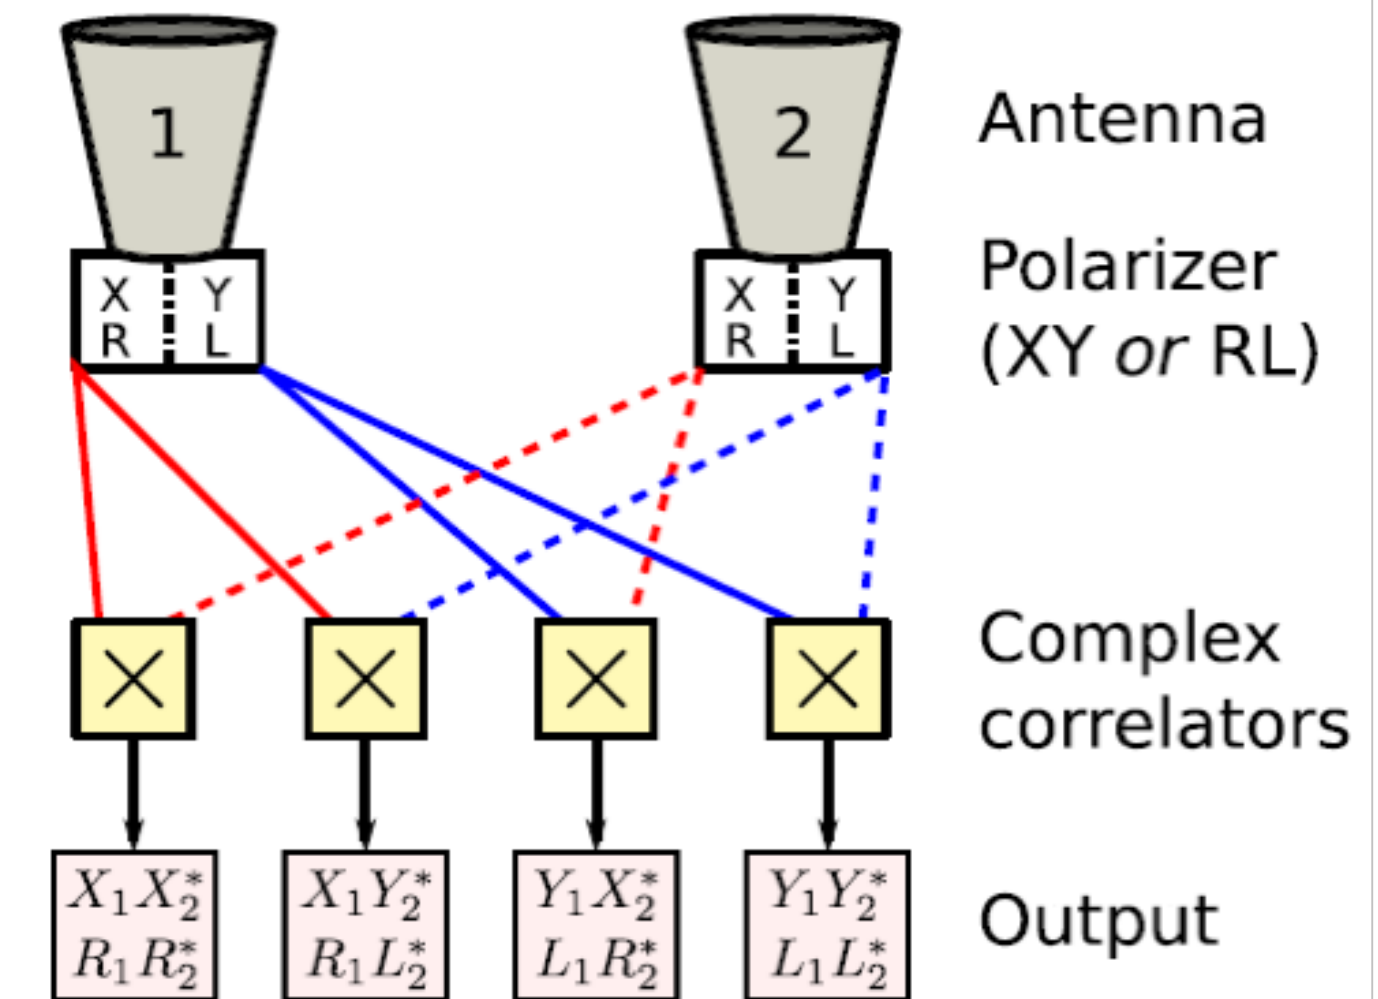 1
2
Antenna
X Y
R L
X Y
R L
Polarizer
(XY or RL)
Complex
correlators
X₁X₂*
R₁R₂*
X₁Y₂*
R₁L₂*
Y₁X₂*
L₁R₂*
Y₁Y₂*
L₁L₂*
Output